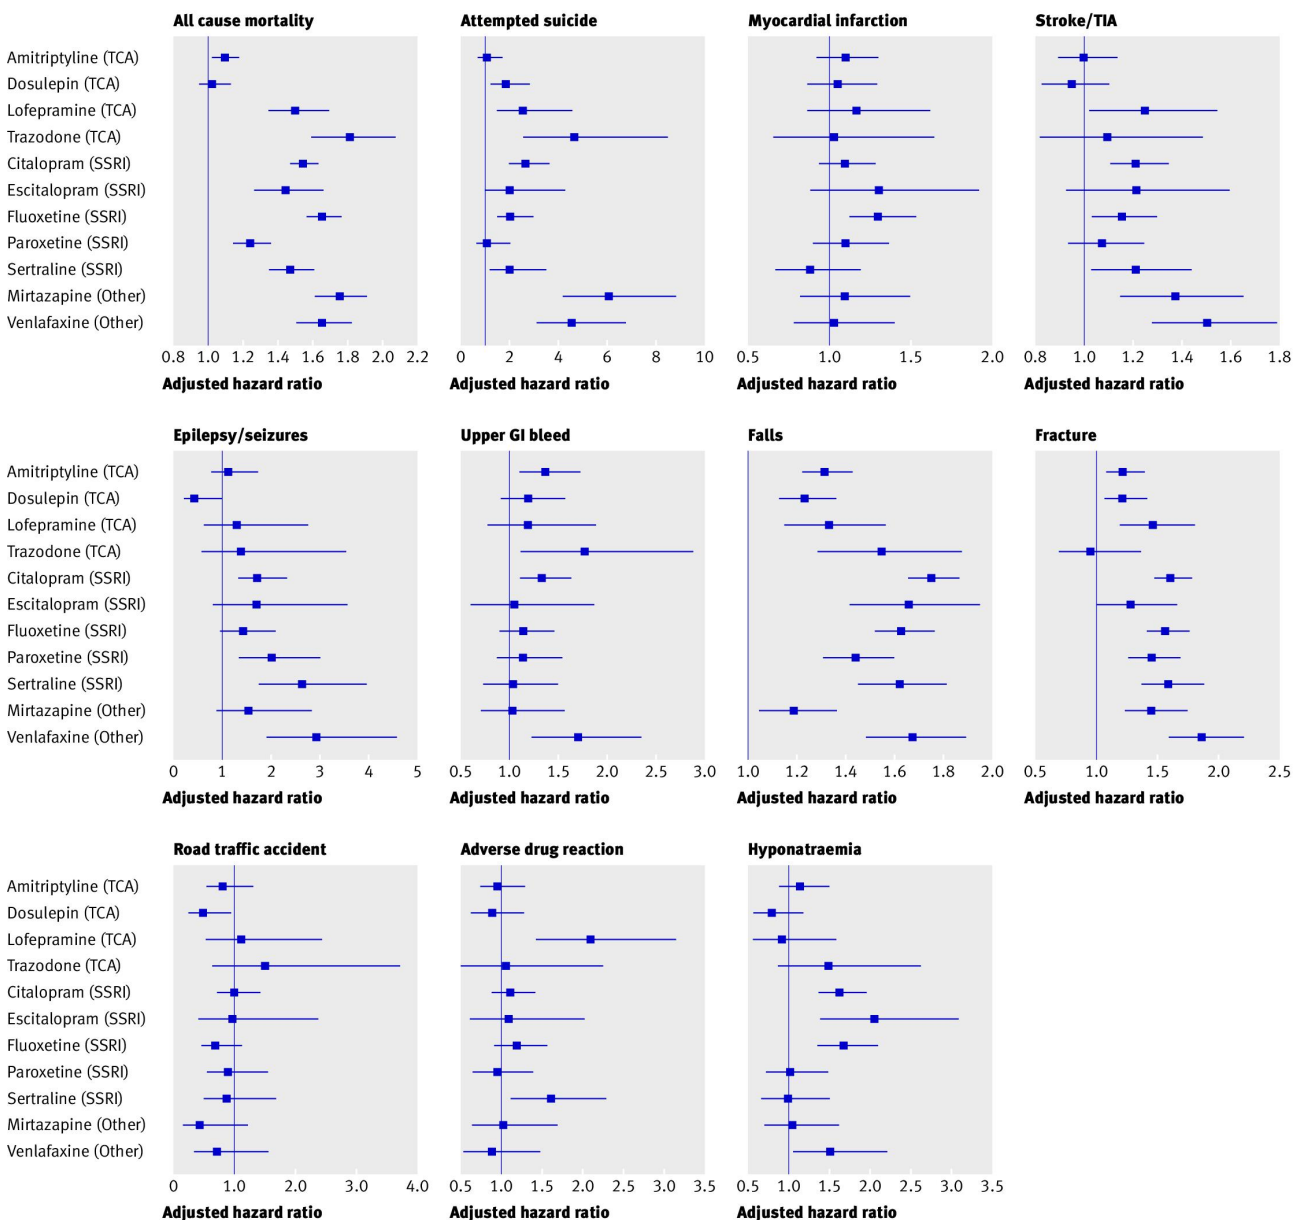 All cause mortality Attempted suicide Myocardial infarction Stroke/TIA
Amitriptyline (TCA)
Dosulepin (TCA)
Lofepramine (TCA)
Trazodone (TCA)
Citalopram (SSRI)
Escitalopram (SSRI)
Fluoxetine (SSRI)
Paroxetine (SSRI)
Sertraline (SSRI)
Mirtazapine (Other)
Venlafaxine (Other)
0.8 1.0 1.2 1.4 1.6 1.8 2.0 2.2 0 2 4 6 8 10 0.5 1.0 1.5 2.0 0.8 1.0 1.2 1.4 1.6 1.8
Adjusted hazard ratio Adjusted hazard ratio Adjusted hazard ratio Adjusted hazard ratio
Epilepsy/seizures Upper GI bleed Falls Fracture
Amitriptyline (TCA)
Dosulepin (TCA)
Lofepramine (TCA)
Trazodone (TCA)
Citalopram (SSRI)
Escitalopram (SSRI)
Fluoxetine (SSRI)
Paroxetine (SSRI)
Sertraline (SSRI)
Mirtazapine (Other)
Venlafaxine (Other)
0 1 2 3 4 5 0.5 1.0 1.5 2.0 2.5 3.0 1.0 1.2 1.4 1.6 1.8 2.0 0.5 1.0 1.5 2.0 2.5
Adjusted hazard ratio Adjusted hazard ratio Adjusted hazard ratio Adjusted hazard ratio
Road traffic accident Adverse drug reaction Hyponatraemia
Amitriptyline (TCA)
Dosulepin (TCA)
Lofepramine (TCA)
Trazodone (TCA)
Citalopram (SSRI)
Escitalopram (SSRI)
Fluoxetine (SSRI)
Paroxetine (SSRI)
Sertraline (SSRI)
Mirtazapine (Other)
Venlafaxine (Other)
0 1.0 2.0 3.0 4.0 0.5 1.0 1.5 2.0 2.5 3.0 3.5 0.5 1.0 1.5 2.0 2.5 3.0 3.5
Adjusted hazard ratio Adjusted hazard ratio Adjusted hazard ratio